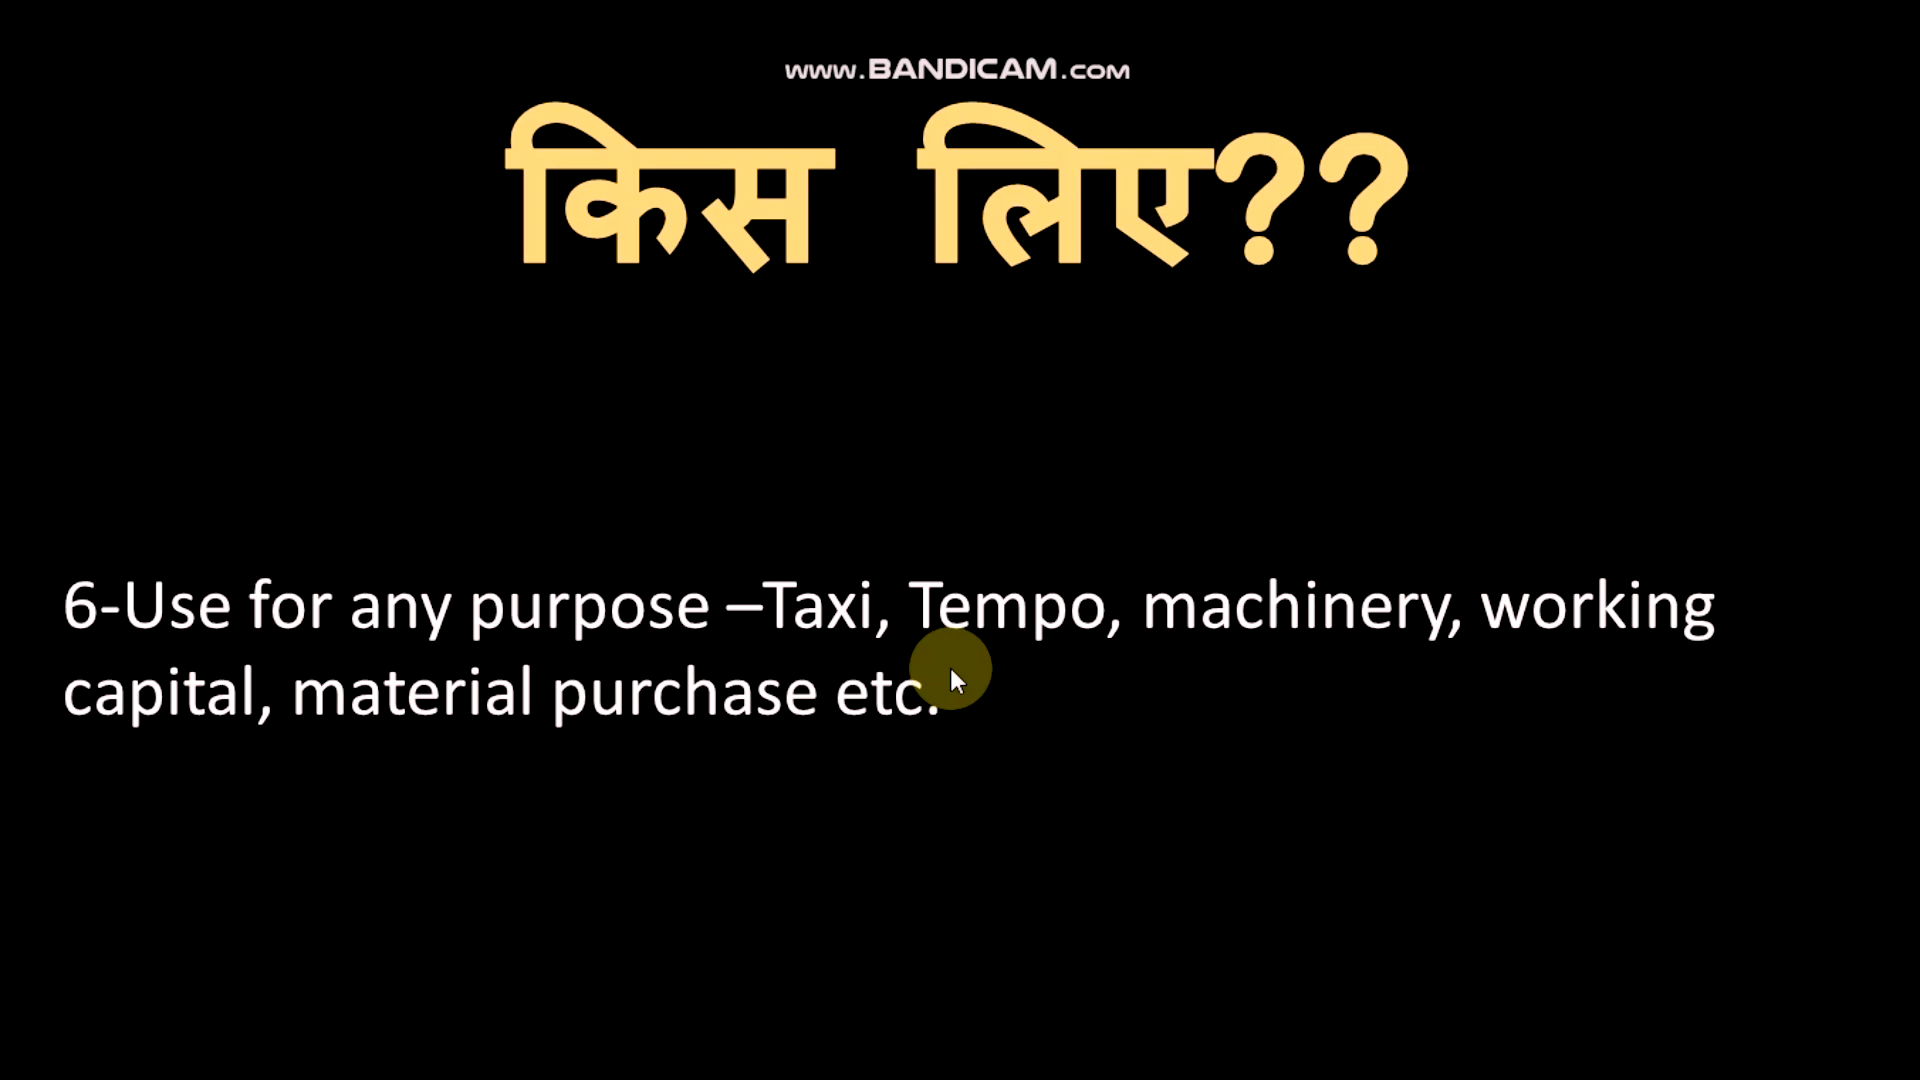 www.BANDICAM.com
किस लिए??
6-Use for any purpose –Taxi, Tempo, machinery, working
capital, material purchase etc.